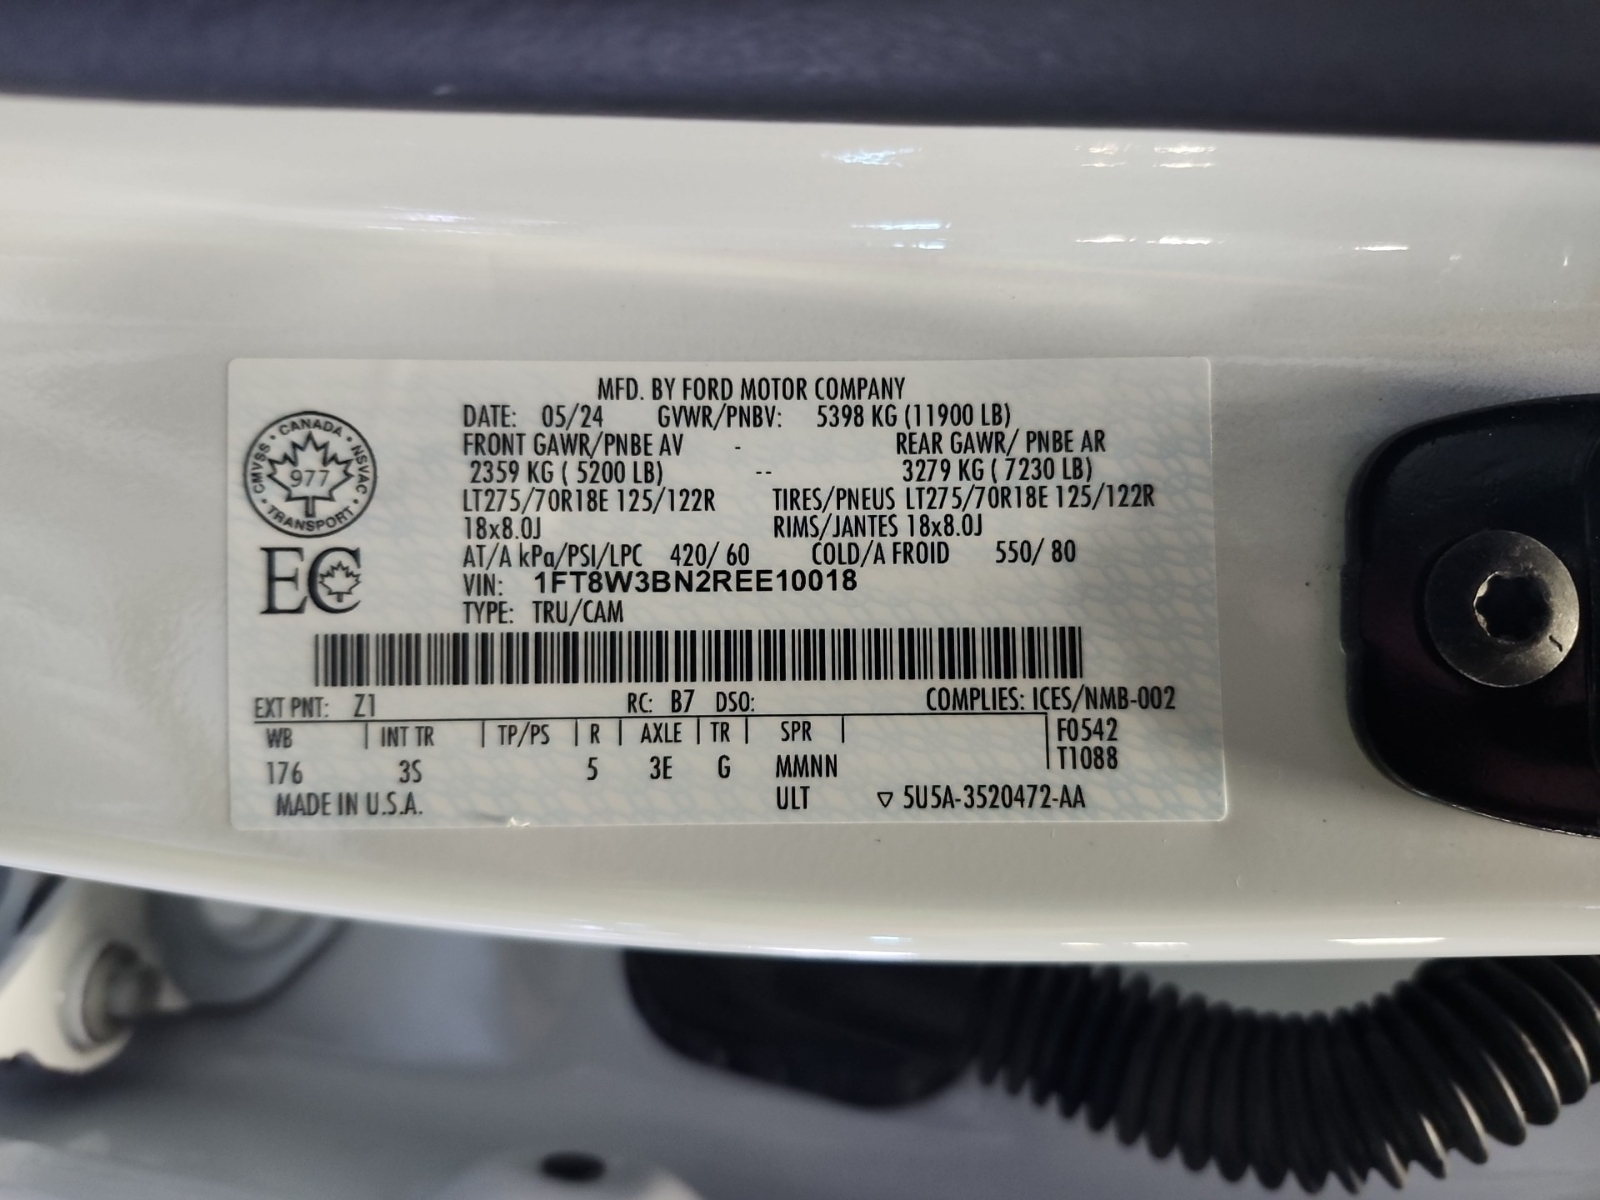 MFD. BY FORD MOTOR COMPANY
DATE: 05/24 GVWR/PNBV: 5398 KG (11900 LB)
FRONT GAWR/PNBE AV - REAR GAWR/ PNBE AR
2359 KG ( 5200 LB) -- 3279 KG ( 7230 LB)
LT275/70R18E 125/122R TIRES/PNEUS LT275/70R18E 125/122R
18x8.0J RIMS/JANTES 18x8.0J
AT/A kPa/PSI/LPC 420/ 60 COLD/A FROID 550/ 80
VIN: 1FT8W3BN2REE10018
TYPE: TRU/CAM
CANADA
CMVSS 977 NSVAC
TRANSPORT
EC
EXT PNT: Z1 RC: B7 DSO: COMPLIES: ICES/NMB-002
WB | INT TR | TP/PS | R | AXLE | TR | SPR | F0542
T1088
176 3S 5 3E G MMNN
MADE IN U.S.A. ULT ▽ 5U5A-3520472-AA